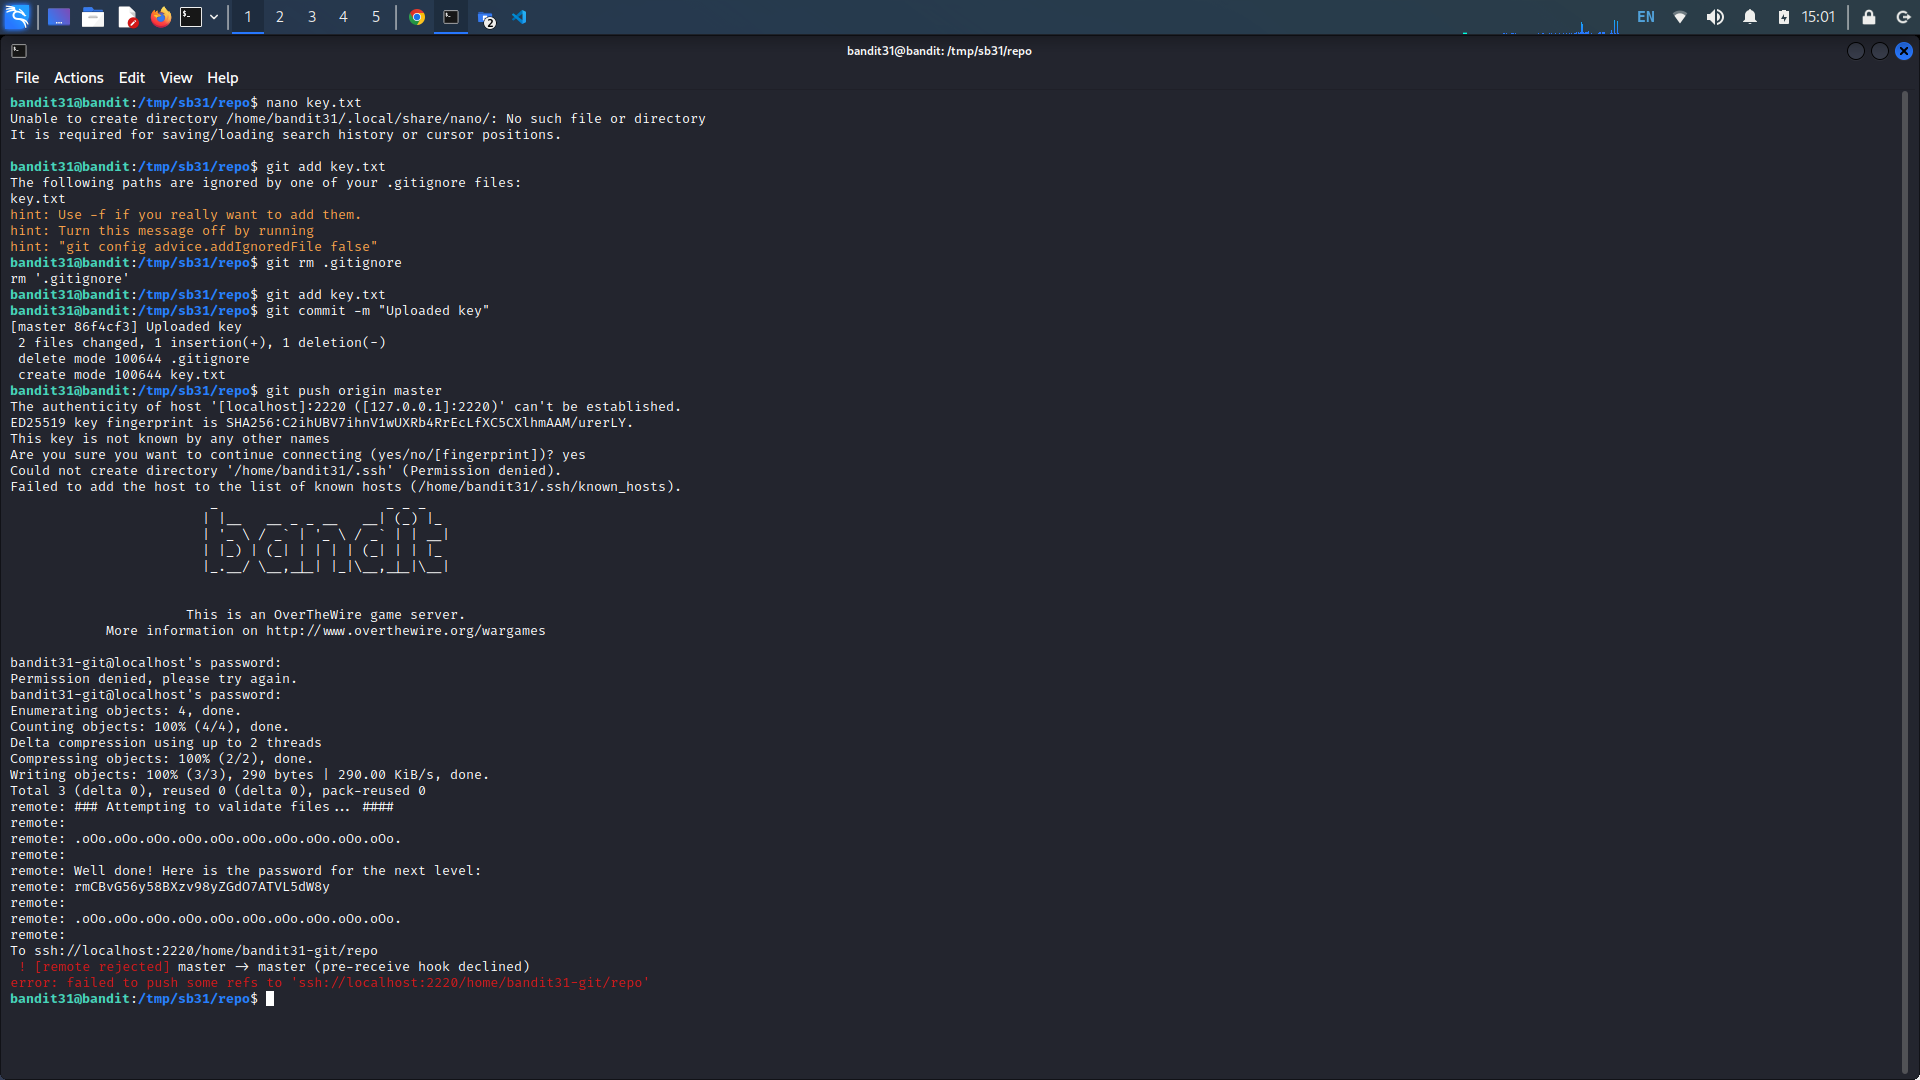 1 2 3 4 5 2 EN 15:01
bandit31@bandit: /tmp/sb31/repo
File Actions Edit View Help
bandit31@bandit:/tmp/sb31/repo$ nano key.txt
Unable to create directory /home/bandit31/.local/share/nano/: No such file or directory
It is required for saving/loading search history or cursor positions.
bandit31@bandit:/tmp/sb31/repo$ git add key.txt
The following paths are ignored by one of your .gitignore files:
key.txt
hint: Use -f if you really want to add them.
hint: Turn this message off by running
hint: "git config advice.addIgnoredFile false"
bandit31@bandit:/tmp/sb31/repo$ git rm .gitignore
rm '.gitignore'
bandit31@bandit:/tmp/sb31/repo$ git add key.txt
bandit31@bandit:/tmp/sb31/repo$ git commit -m "Uploaded key"
[master 86f4cf3] Uploaded key
2 files changed, 1 insertion(+), 1 deletion(-)
delete mode 100644 .gitignore
create mode 100644 key.txt
bandit31@bandit:/tmp/sb31/repo$ git push origin master
The authenticity of host '[localhost]:2220 ([127.0.0.1]:2220)' can't be established.
ED25519 key fingerprint is SHA256:C2ihUBV7ihnV1wUXRb4RrEcLfXC5CXlhmAAM/urerLY.
This key is not known by any other names
Are you sure you want to continue connecting (yes/no/[fingerprint])? yes
Could not create directory '/home/bandit31/.ssh' (Permission denied).
Failed to add the host to the list of known hosts (/home/bandit31/.ssh/known_hosts).
bandit
This is an OverTheWire game server.
More information on http://www.overthewire.org/wargames
bandit31-git@localhost's password:
Permission denied, please try again.
bandit31-git@localhost's password:
Enumerating objects: 4, done.
Counting objects: 100% (4/4), done.
Delta compression using up to 2 threads
Compressing objects: 100% (2/2), done.
Writing objects: 100% (3/3), 290 bytes | 290.00 KiB/s, done.
Total 3 (delta 0), reused 0 (delta 0), pack-reused 0
remote: ### Attempting to validate files... ####
remote:
remote: .oOo.oOo.oOo.oOo.oOo.oOo.oOo.oOo.oOo.oOo.
remote:
remote: Well done! Here is the password for the next level:
remote: rmCBvG56y58BXzv98yZGdO7ATVL5dW8y
remote:
remote: .oOo.oOo.oOo.oOo.oOo.oOo.oOo.oOo.oOo.oOo.
remote:
To ssh://localhost:2220/home/bandit31-git/repo
! [remote rejected] master -> master (pre-receive hook declined)
error: failed to push some refs to 'ssh://localhost:2220/home/bandit31-git/repo'
bandit31@bandit:/tmp/sb31/repo$